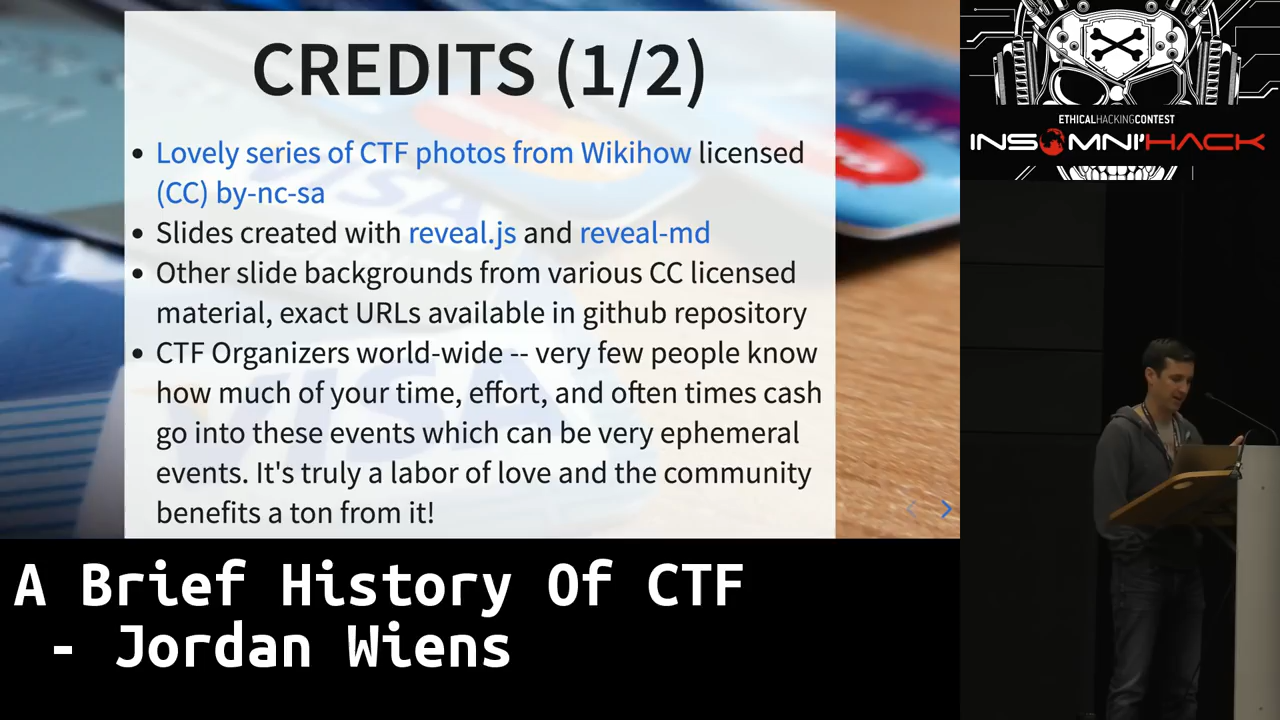 CREDITS (1/2)
• Lovely series of CTF photos from Wikihow licensed
(CC) by-nc-sa
• Slides created with reveal.js and reveal-md
• Other slide backgrounds from various CC licensed
material, exact URLs available in github repository
• CTF Organizers world-wide -- very few people know
how much of your time, effort, and often times cash
go into these events which can be very ephemeral
events. It's truly a labor of love and the community
benefits a ton from it!
ETHICALHACKINGCONTEST
INSOMNI'HACK
VISA
VISA
A Brief History Of CTF
- Jordan Wiens